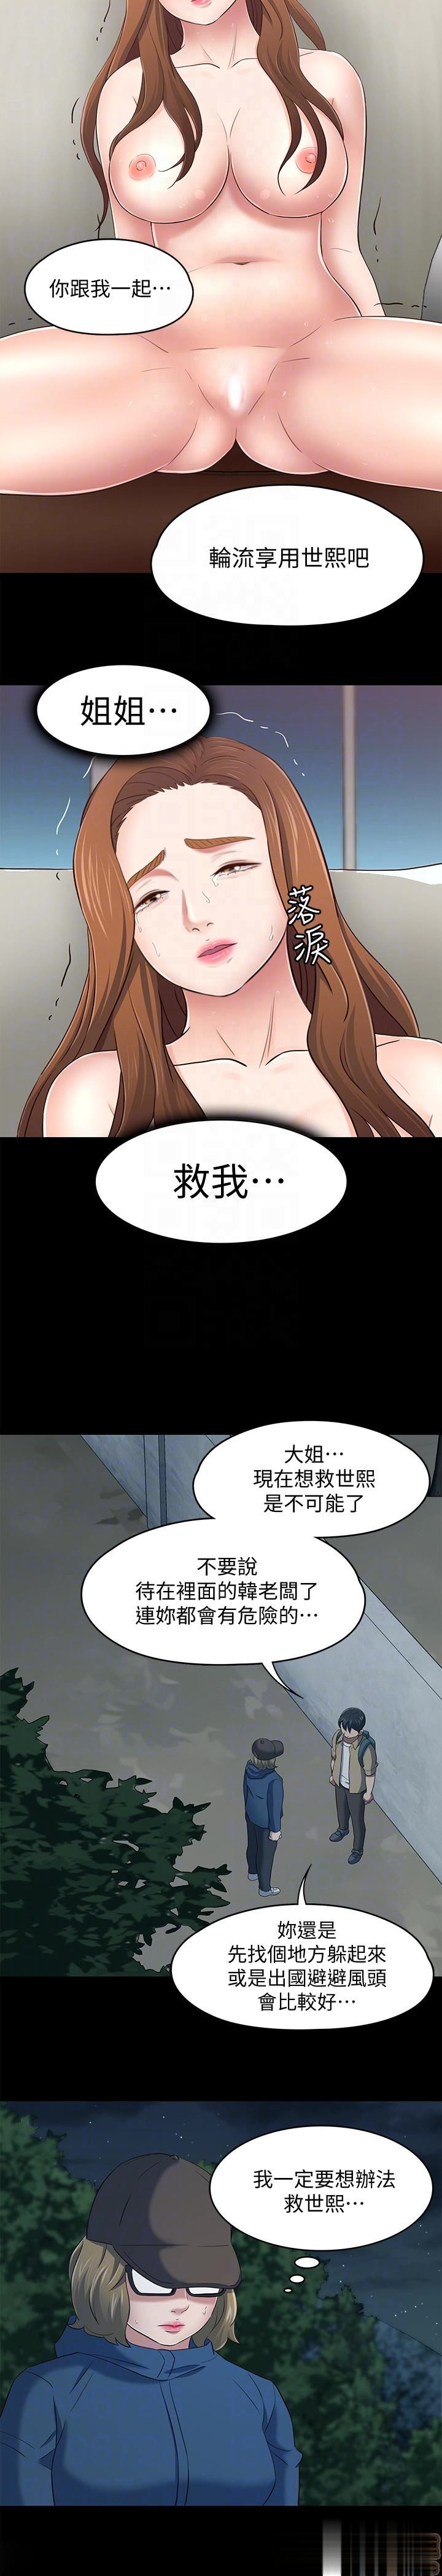 你跟我一起…
輪流享用世熙吧
姐姐…
落淚
救我…
大姐…
現在想救世熙
是不可能了
不要說
待在裡面的韓老闆了
連妳都會有危險的…
妳還是
先找個地方躲起來
或是出國避避風頭
會比較好…
我一定要想辦法
救世熙…